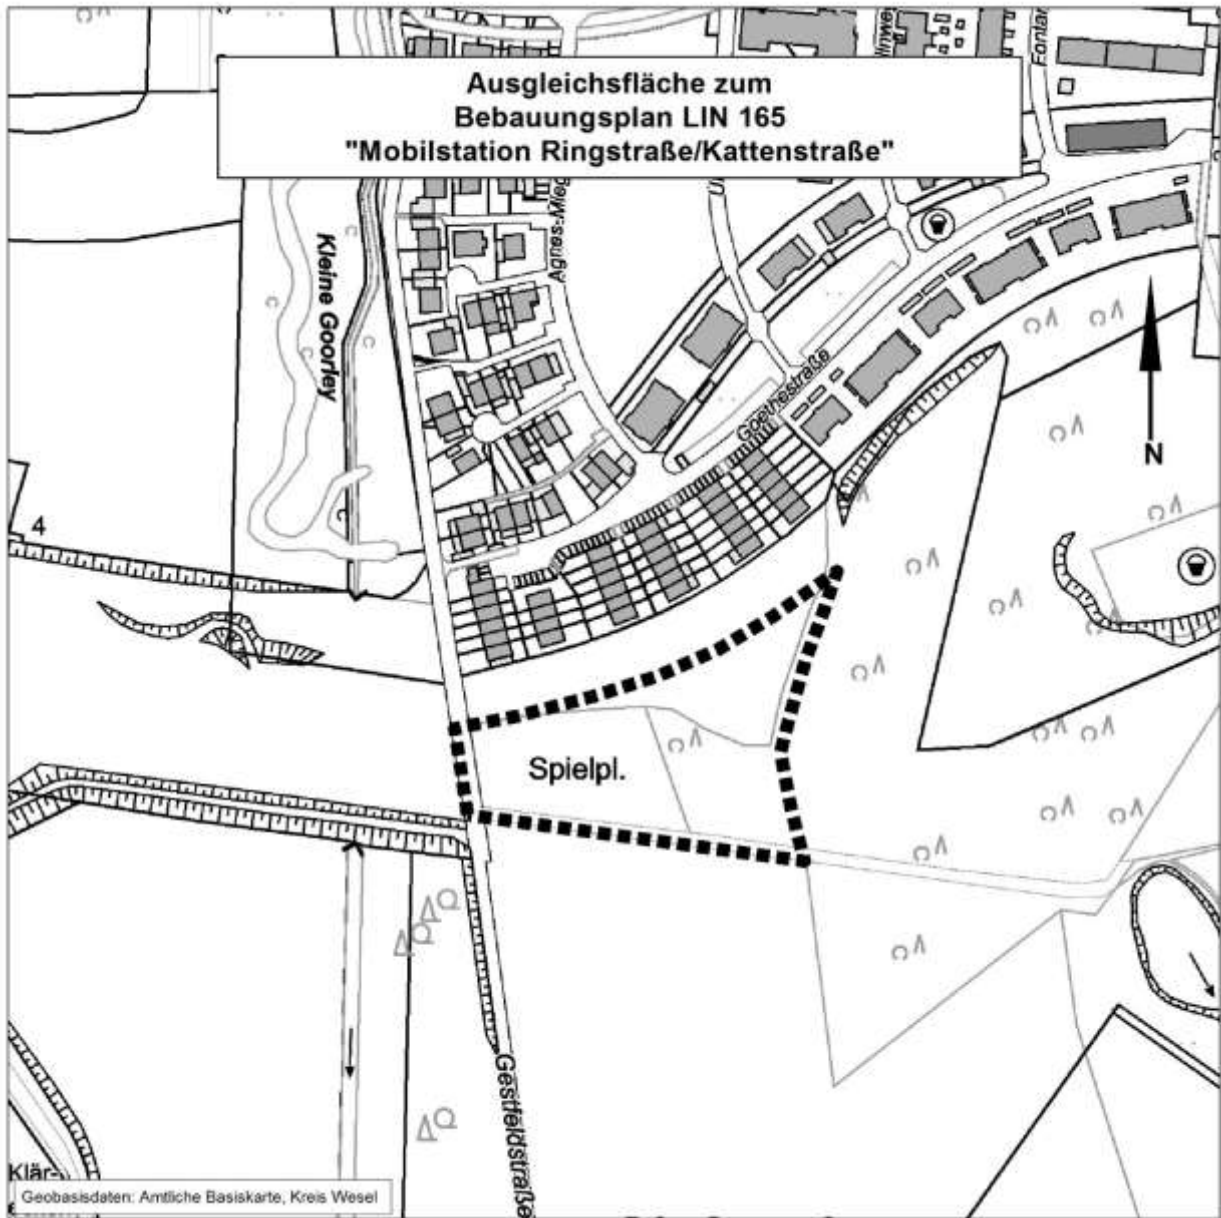 Ausgleichsfläche zum
Bebauungsplan LIN 165
"Mobilstation Ringstraße/Kattenstraße"
Kleine Goorley
Goethestraße
N
4
Spielpl.
Gestfeldstraße
Klär-
Geobasisdaten: Amtliche Basiskarte, Kreis Wesel